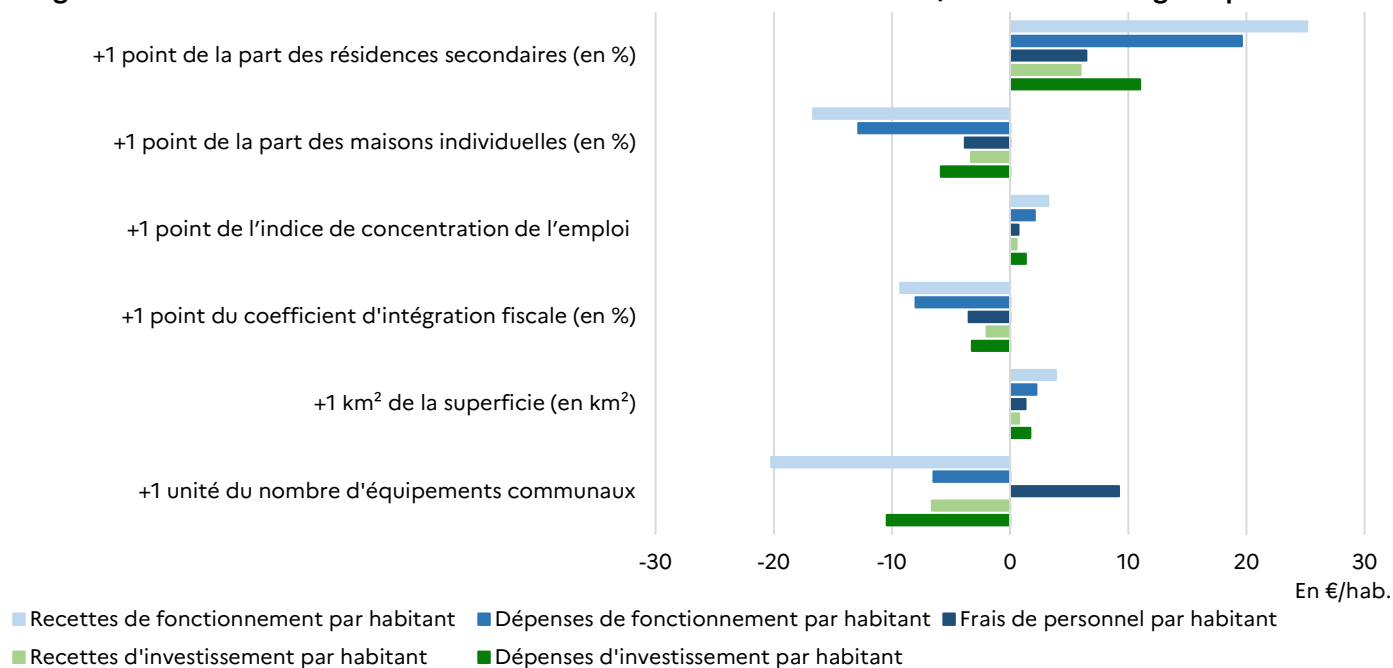 +1 point de la part des résidences secondaires (en %)
+1 point de la part des maisons individuelles (en %)
+1 point de l’indice de concentration de l’emploi
+1 point du coefficient d'intégration fiscale (en %)
+1 km² de la superficie (en km²)
+1 unité du nombre d'équipements communaux
-30 -20 -10 0 10 20 30
En €/hab.
Recettes de fonctionnement par habitant Dépenses de fonctionnement par habitant Frais de personnel par habitant
Recettes d'investissement par habitant Dépenses d'investissement par habitant